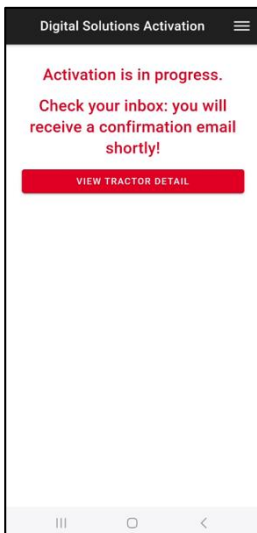 Digital Solutions Activation
Activation is in progress.
Check your inbox: you will
receive a confirmation email
shortly!
VIEW TRACTOR DETAIL